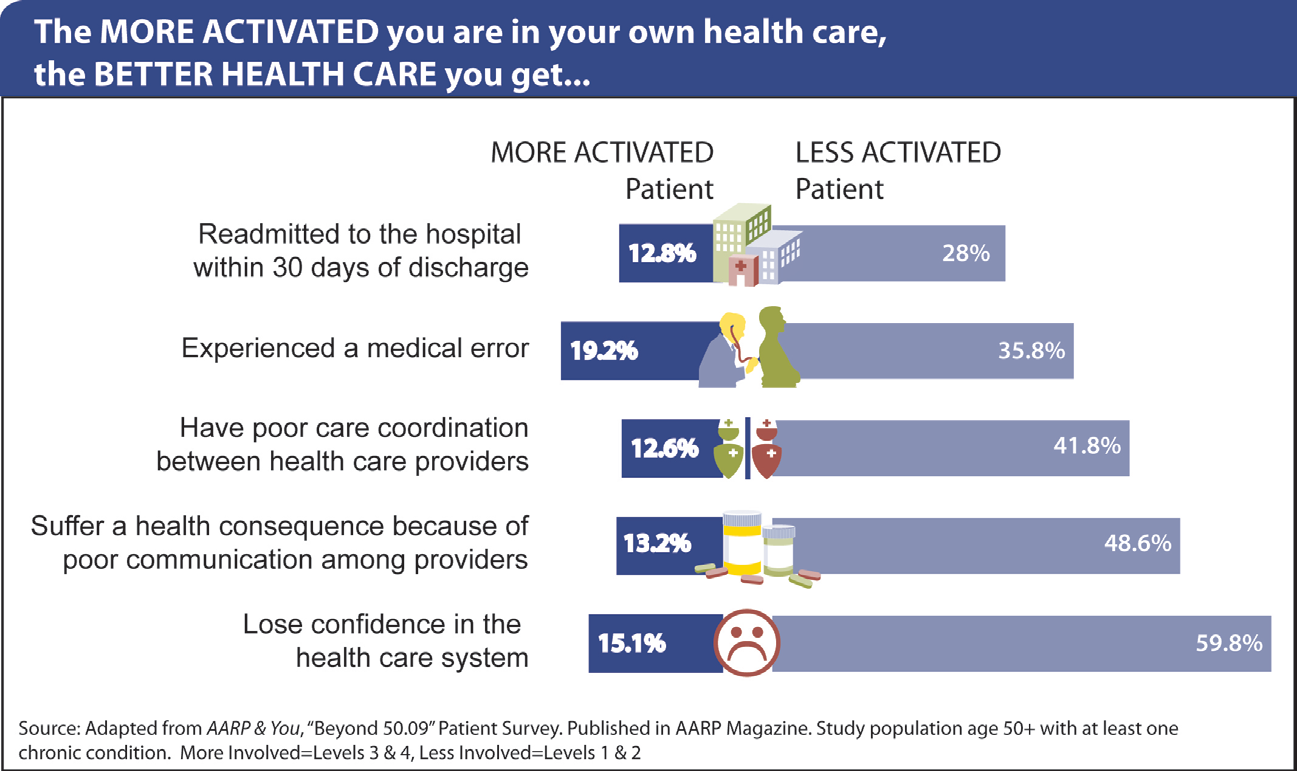 The MORE ACTIVATED you are in your own health care,
the BETTER HEALTH CARE you get...
MORE ACTIVATED
Patient
LESS ACTIVATED
Patient
Readmitted to the hospital
within 30 days of discharge
12.8%
28%
Experienced a medical error
19.2%
35.8%
Have poor care coordination
between health care providers
12.6%
41.8%
Suffer a health consequence because of
poor communication among providers
13.2%
48.6%
Lose confidence in the
health care system
15.1%
59.8%
Source: Adapted from AARP & You, “Beyond 50.09” Patient Survey. Published in AARP Magazine. Study population age 50+ with at least one
chronic condition. More Involved=Levels 3 & 4, Less Involved=Levels 1 & 2